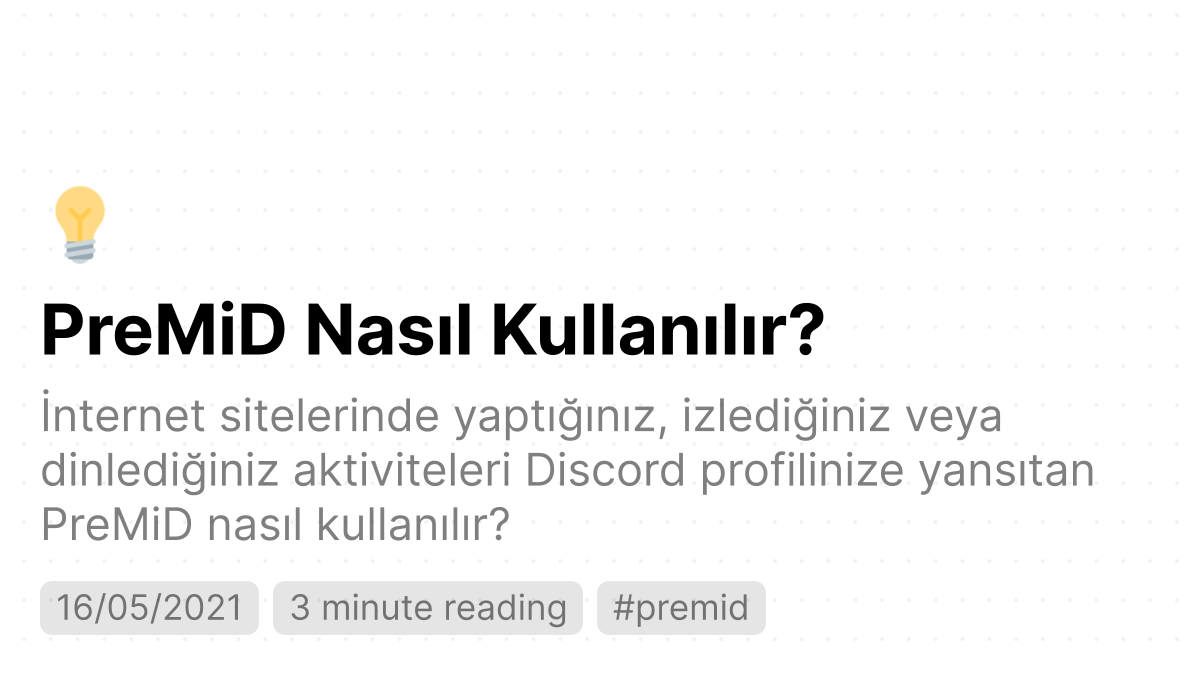 PreMiD Nasıl Kullanılır?
İnternet sitelerinde yaptığınız, izlediğiniz veya
dinlediğiniz aktiviteleri Discord profilinize yansıtan
PreMiD nasıl kullanılır?
16/05/2021 3 minute reading #premid